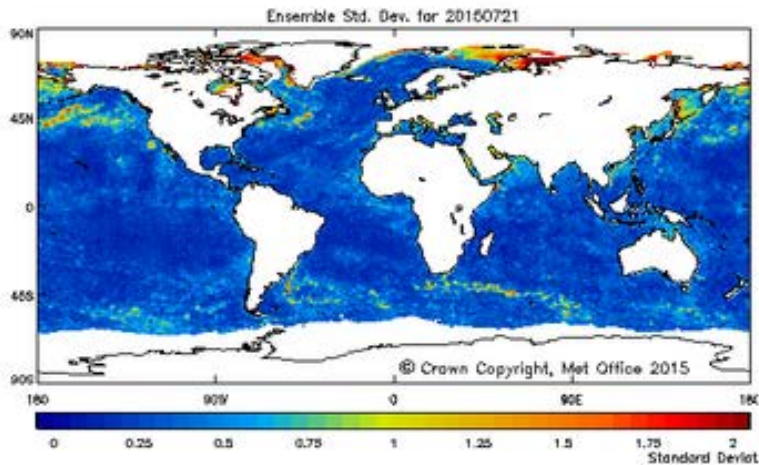 Ensemble Std. Dev. for 20150721
90N
45N
0
45S
90S
© Crown Copyright, Met Office 2015
180 90W 0 90E 180
0 0.25 0.5 0.75 1 1.25 1.5 1.75 2
Standard Deviat